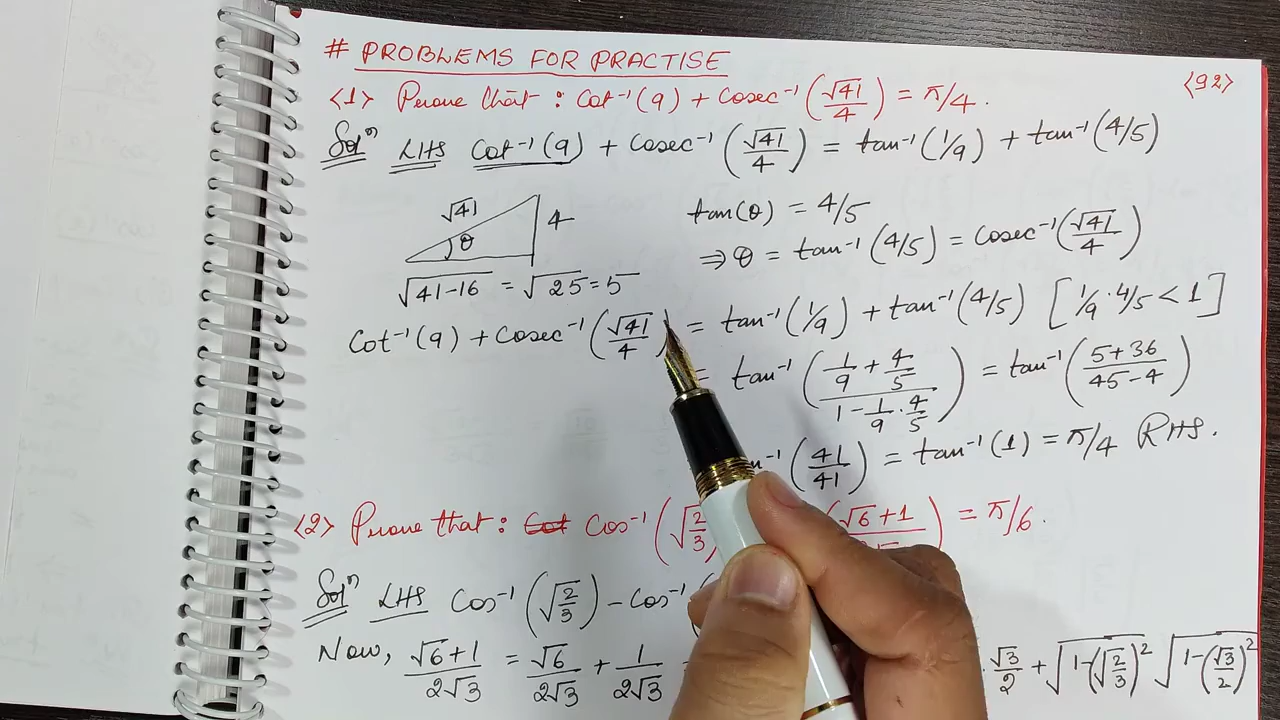 # PROBLEMS FOR PRACTISE
<92>
<1> Prove that : Cot⁻¹(9) + Cosec⁻¹(√41/4) = π/4.
Solⁿ) LHS Cot⁻¹(9) + Cosec⁻¹(√41/4) = tan⁻¹(1/9) + tan⁻¹(4/5)
√41 θ 4
√(41-16) = √25 = 5
tan(θ) = 4/5
⇒ θ = tan⁻¹(4/5) = Cosec⁻¹(√41/4)
Cot⁻¹(9) + Cosec⁻¹(√41/4) = tan⁻¹(1/9) + tan⁻¹(4/5) [1/9 · 4/5 < 1]
= tan⁻¹((1/9 + 4/5)/(1 - 1/9 · 4/5)) = tan⁻¹((5+36)/(45-4))
(41/41) = tan⁻¹(1) = π/4 RHS.
<2> Prove that : Cos⁻¹(√(2/3) (√6+1 ) = π/6.
Solⁿ) LHS Cos⁻¹(√(2/3)) - Cos⁻¹(
Now, (√6+1)/(2√3) = √6/(2√3) + 1/(2√3) √3/2 + √(1-(√(2/3))²) √(1-(√3/2)²)